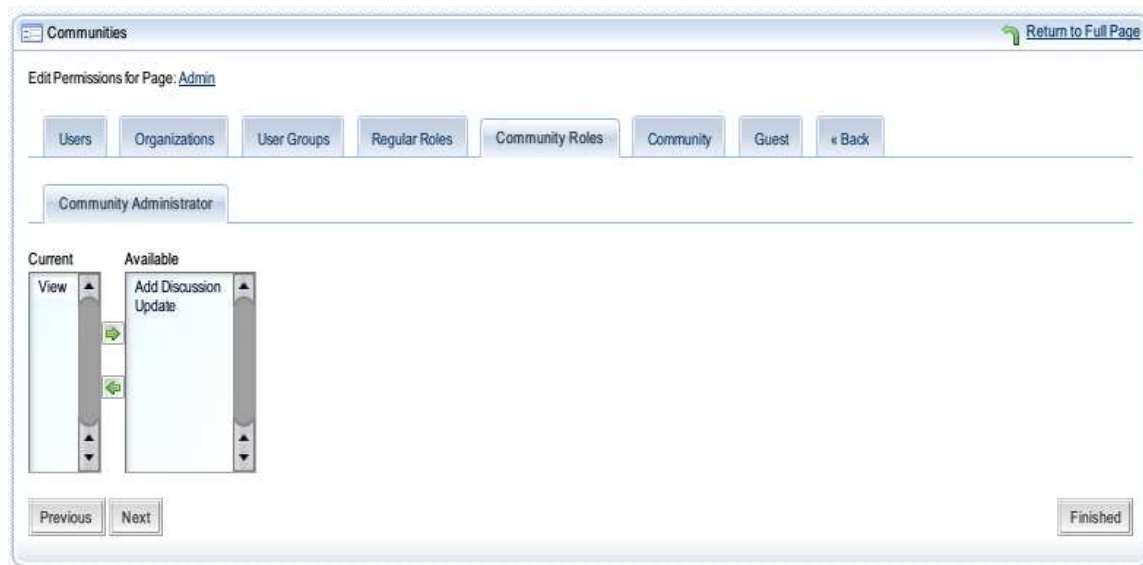 Communities
Return to Full Page
Edit Permissions for Page: Admin
Users Organizations User Groups Regular Roles Community Roles Community Guest « Back
Community Administrator
Current Available
View Add Discussion
Update
Previous Next Finished